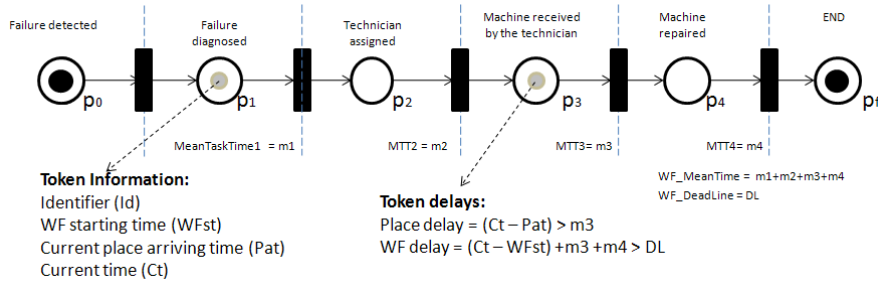 Failure detected
Failure
diagnosed
Technician
assigned
Machine received
by the technician
Machine
repaired
END
p0
p1
p2
p3
p4
pf
MeanTaskTime1 = m1
MTT2 = m2
MTT3= m3
MTT4= m4
WF_MeanTime = m1+m2+m3+m4
WF_DeadLine = DL
Token Information:
Identifier (Id)
WF starting time (WFst)
Current place arriving time (Pat)
Current time (Ct)
Token delays:
Place delay = (Ct – Pat) > m3
WF delay = (Ct – WFst) +m3 +m4 > DL